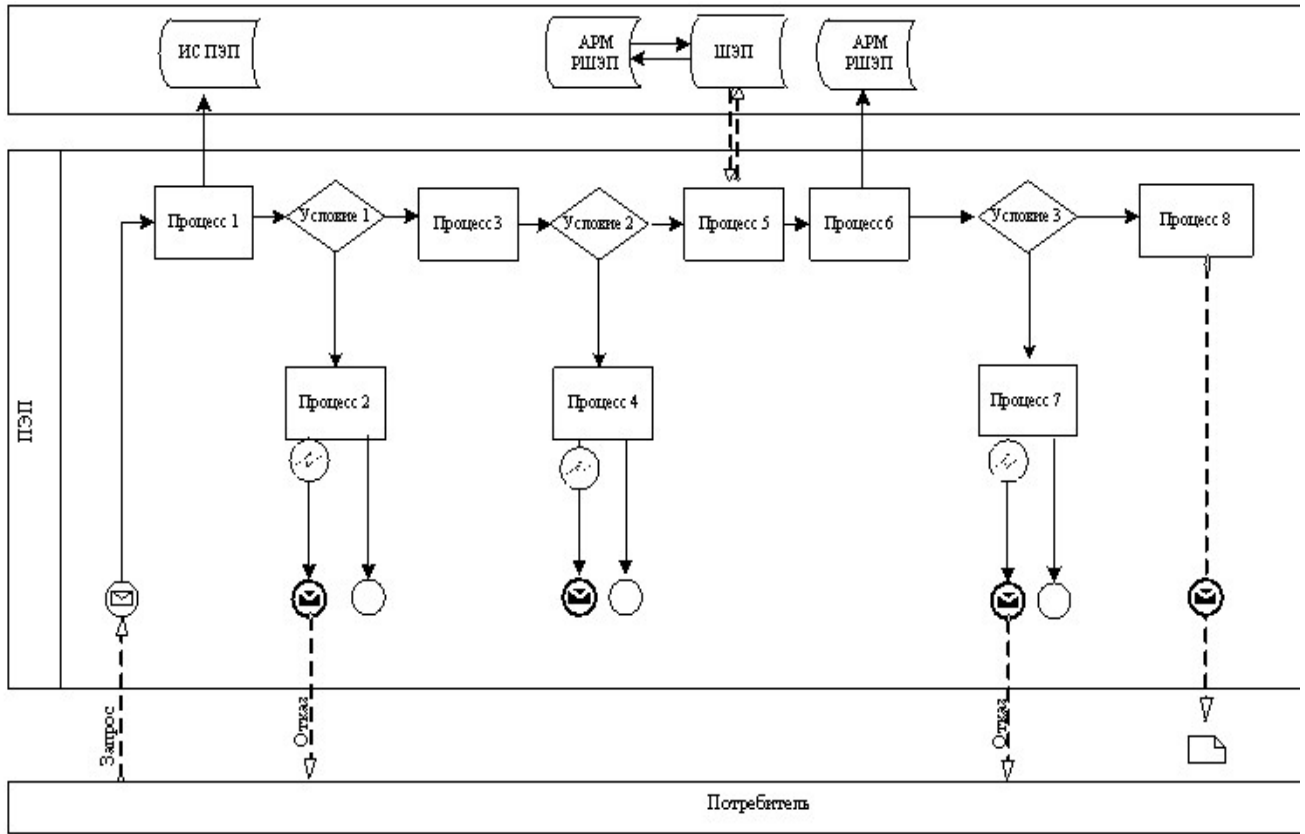 ИС ПЭП
АРМ
РШЭП
ШЭП
АРМ
РШЭП
ПЭП
Процесс 1
Условие 1
Процесс 3
Условие 2
Процесс 5
Процесс 6
Условие 3
Процесс 8
Процесс 2
Процесс 4
Процесс 7
Запрос
Отказ
Отказ
Потребитель